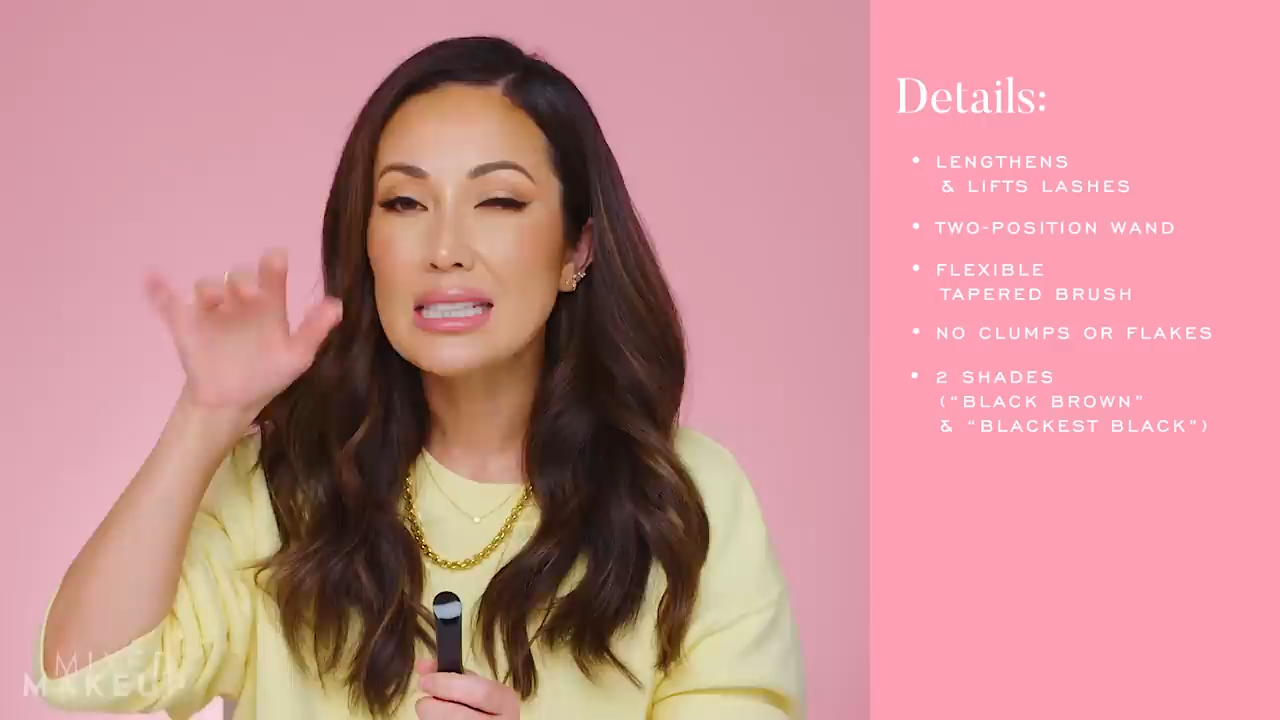 Details:
• LENGTHENS
& LIFTS LASHES
• TWO-POSITION WAND
• FLEXIBLE
TAPERED BRUSH
• NO CLUMPS OR FLAKES
• 2 SHADES
(“BLACK BROWN”
& “BLACKEST BLACK”)
MIXED
MAKEUP